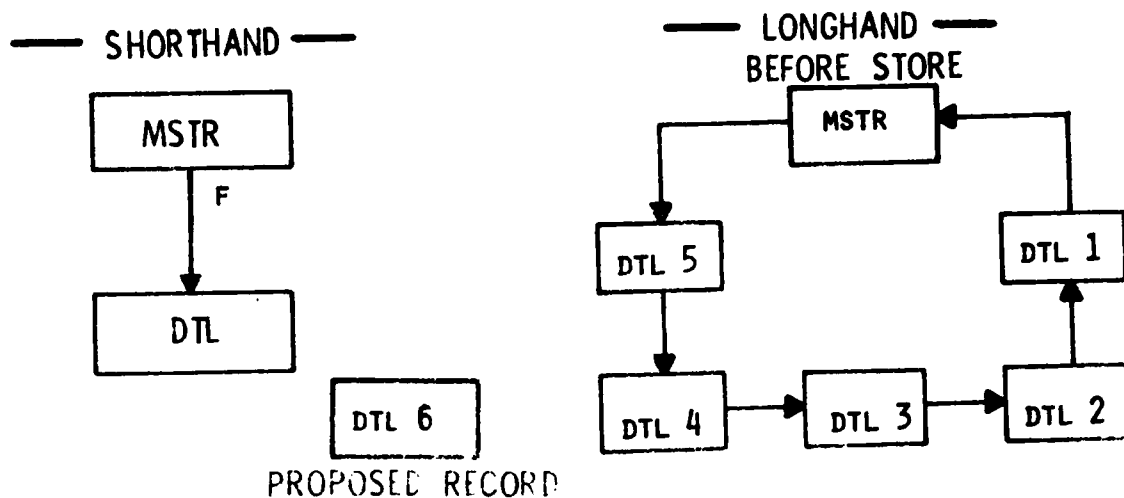 SHORTHAND
MSTR
F
DTL
DTL 6
PROPOSED RECORD
LONGHAND
BEFORE STORE
MSTR
DTL 5
DTL 1
DTL 4
DTL 3
DTL 2